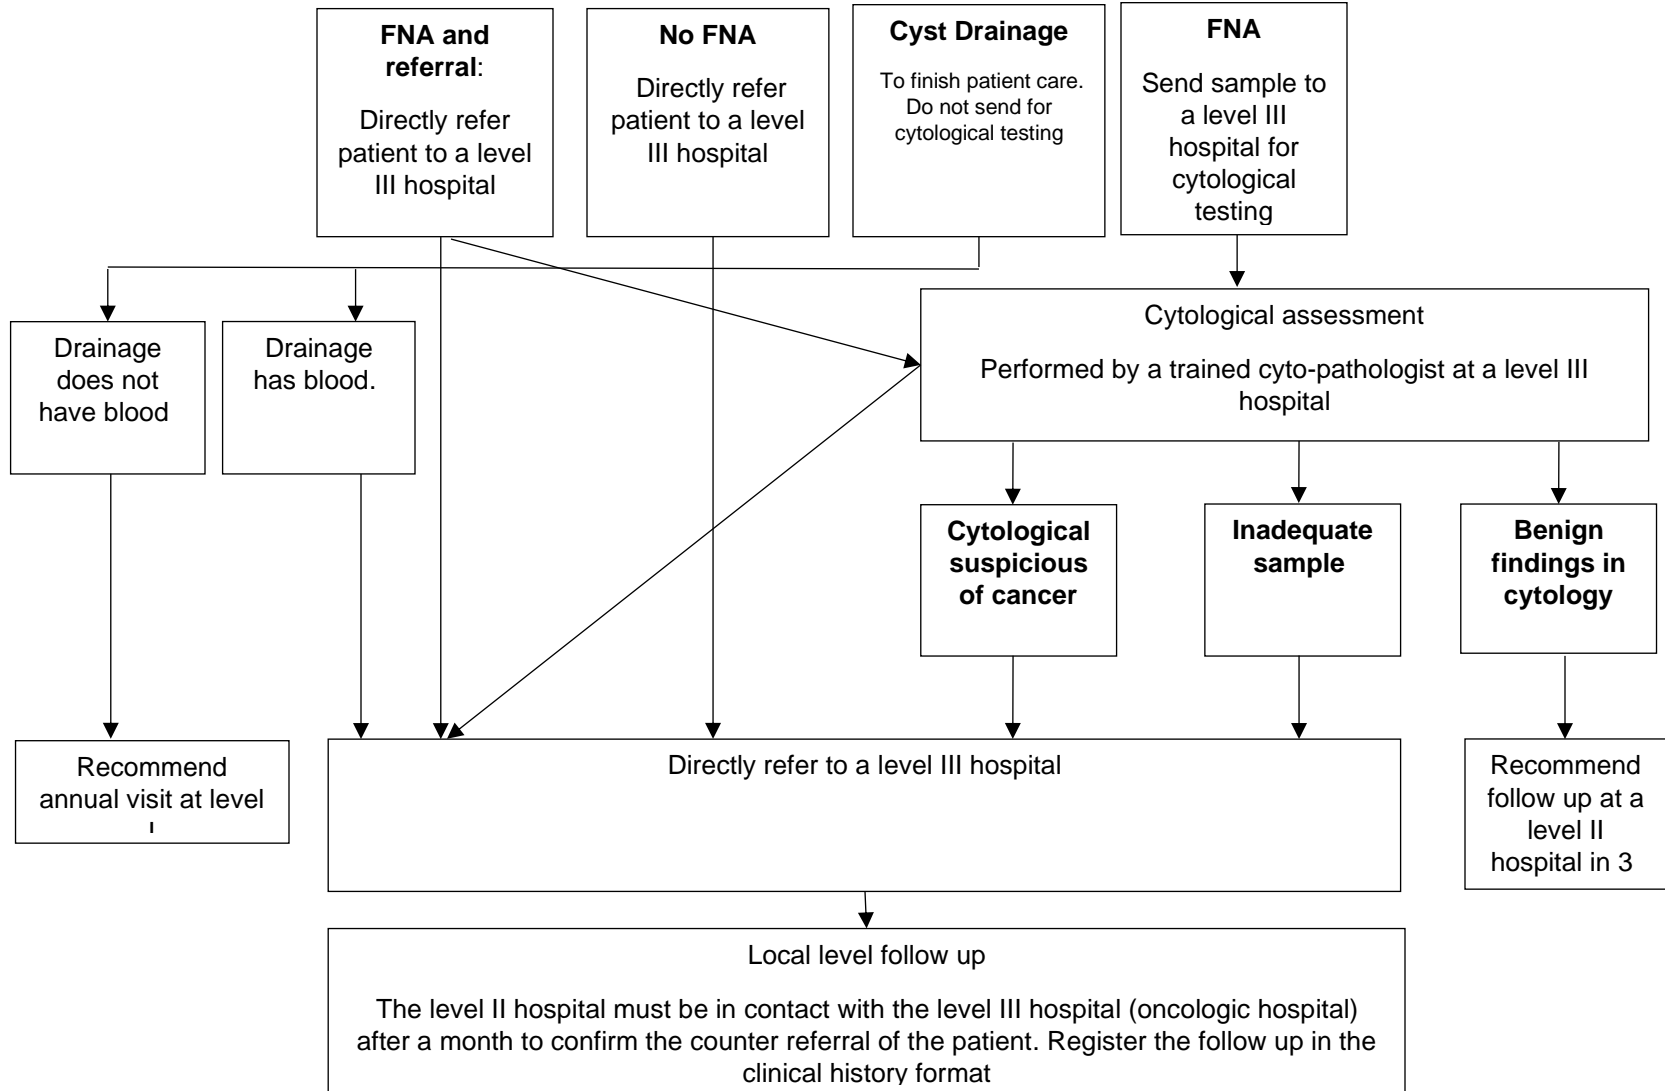 FNA and
referral:
Directly refer
patient to a level
III hospital
No FNA
Directly refer
patient to a level
III hospital
Cyst Drainage
To finish patient care.
Do not send for
cytological testing
FNA
Send sample to
a level III
hospital for
cytological
testing
Drainage
does not
have blood
Drainage
has blood.
Cytological assessment
Performed by a trained cyto-pathologist at a level III
hospital
Cytological
suspicious
of cancer
Inadequate
sample
Benign
findings in
cytology
Recommend
annual visit at level
Directly refer to a level III hospital
Recommend
follow up at a
level II
hospital in 3
Local level follow up
The level II hospital must be in contact with the level III hospital (oncologic hospital)
after a month to confirm the counter referral of the patient. Register the follow up in the
clinical history format